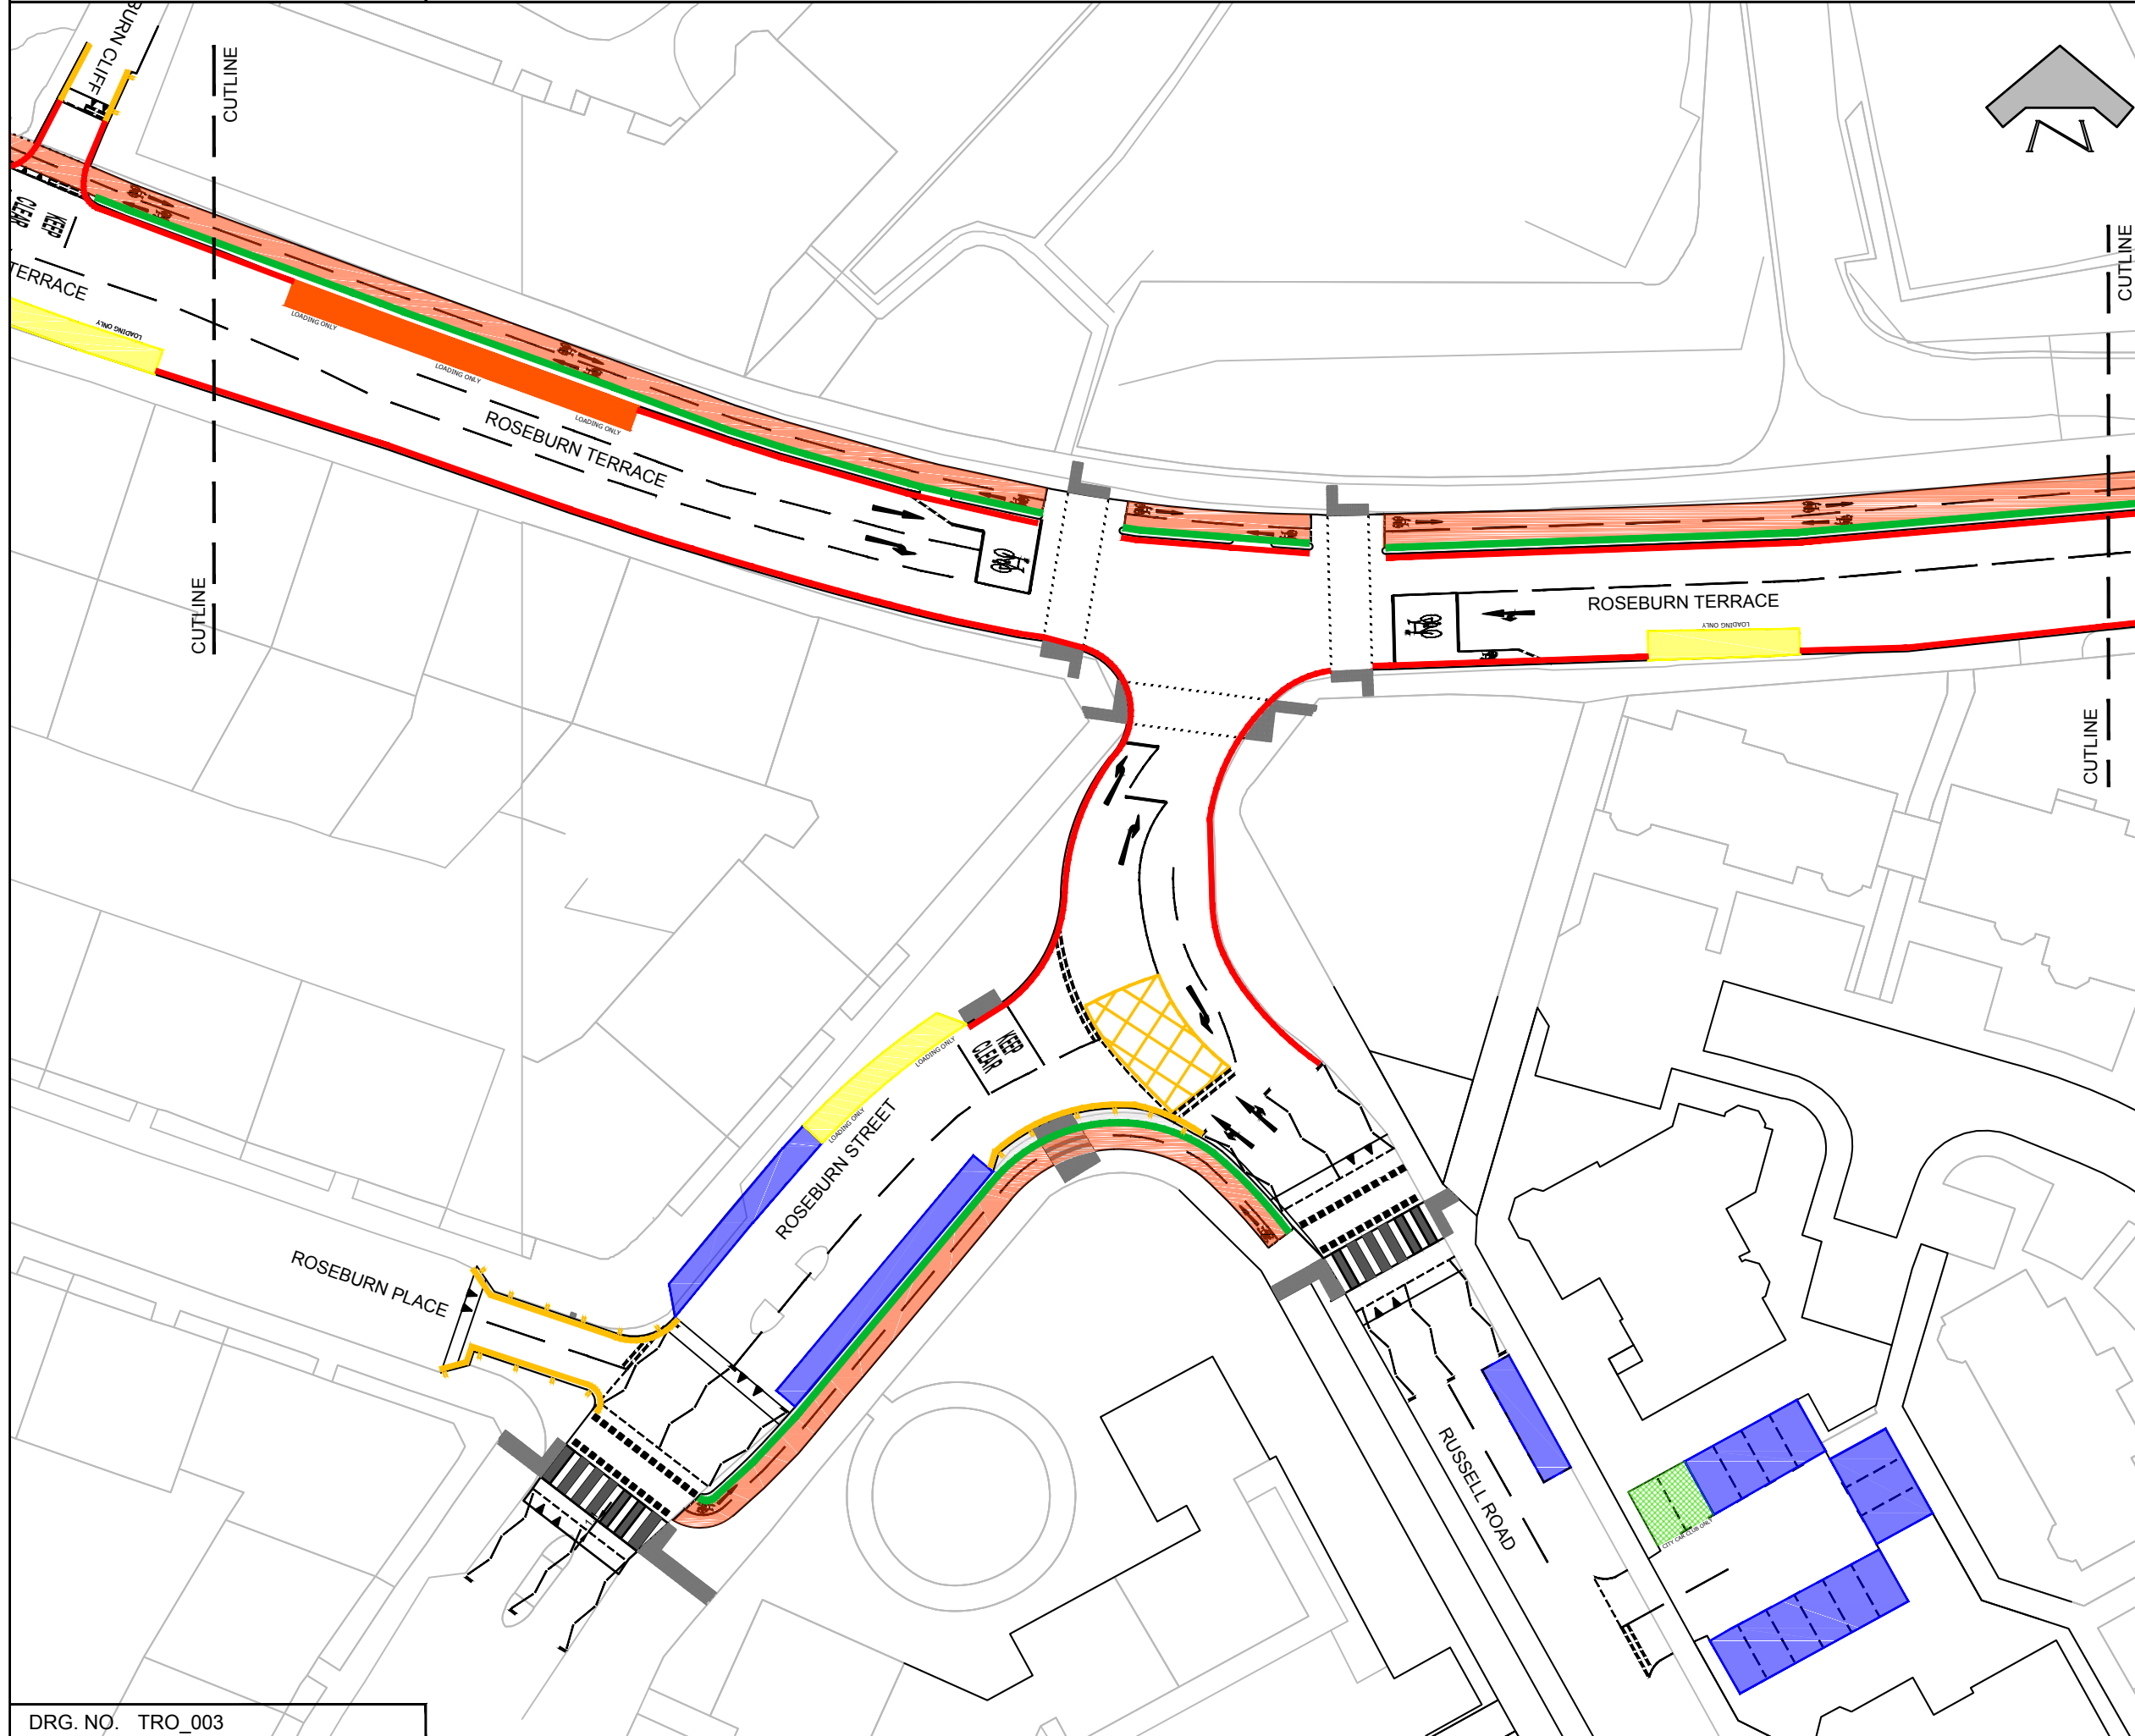 BURN CLIFF
CUTLINE
CUTLINE
N
KEEP
CLEAR
TERRACE
LOADING ONLY
LOADING ONLY
LOADING ONLY
LOADING ONLY
ROSEBURN TERRACE
CUTLINE
ROSEBURN TERRACE
LOADING ONLY
CUTLINE
KEEP
CLEAR
LOADING ONLY
LOADING ONLY
ROSEBURN STREET
ROSEBURN PLACE
RUSSELL ROAD
CITY CAR CLUB ONLY
DRG. NO. TRO_003